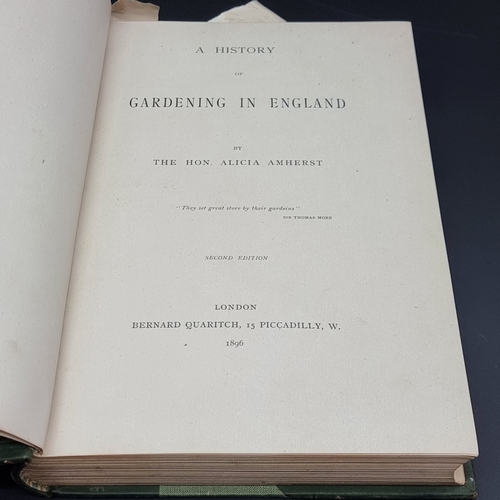 A HISTORY
OF
GARDENING IN ENGLAND
BY
THE HON. ALICIA AMHERST
"They set great store by their gardeins"
SIR THOMAS MORE
SECOND EDITION
LONDON
BERNARD QUARITCH, 15 PICCADILLY, W.
1896